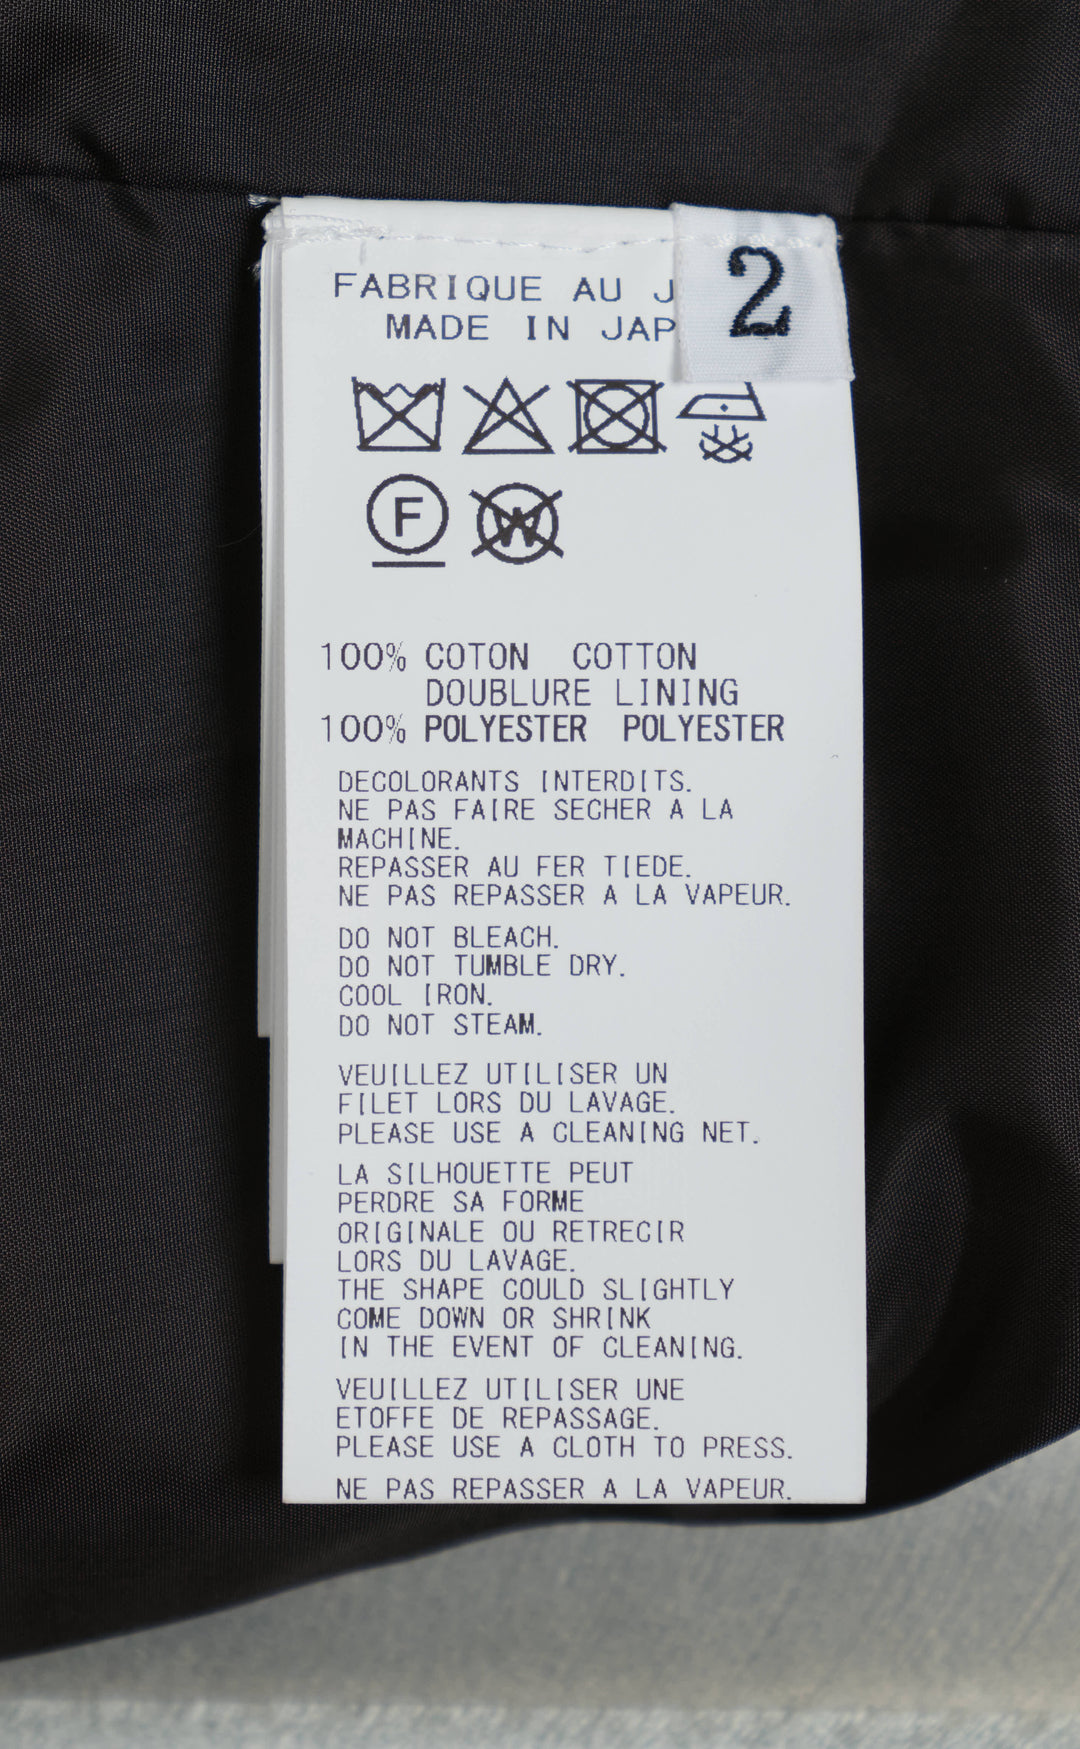 2
FABRIQUE AU J
MADE IN JAP
F
W
100% COTON COTTON
DOUBLURE LINING
100% POLYESTER POLYESTER
DECOLORANTS INTERDITS.
NE PAS FAIRE SECHER A LA
MACHINE.
REPASSER AU FER TIEDE.
NE PAS REPASSER A LA VAPEUR.
DO NOT BLEACH.
DO NOT TUMBLE DRY.
COOL IRON.
DO NOT STEAM.
VEUILLEZ UTILISER UN
FILET LORS DU LAVAGE.
PLEASE USE A CLEANING NET.
LA SILHOUETTE PEUT
PERDRE SA FORME
ORIGINALE OU RETRECIR
LORS DU LAVAGE.
THE SHAPE COULD SLIGHTLY
COME DOWN OR SHRINK
IN THE EVENT OF CLEANING.
VEUILLEZ UTILISER UNE
ETOFFE DE REPASSAGE.
PLEASE USE A CLOTH TO PRESS.
NE PAS REPASSER A LA VAPEUR.